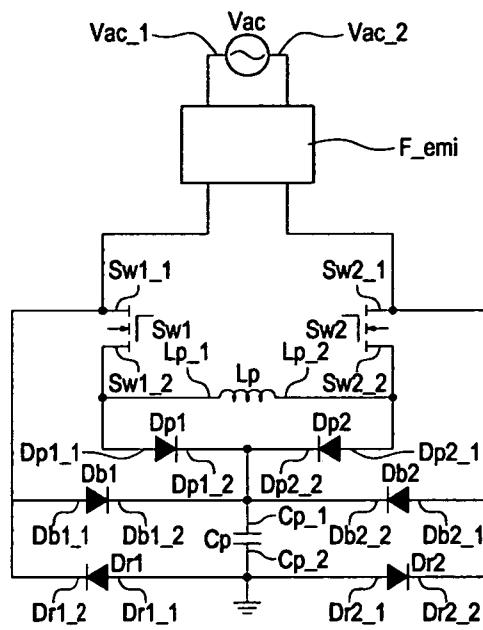 Vac
Vac_1 Vac_2
F_emi
Sw1_1 Sw2_1
Sw1 Sw2
Lp_1 Lp_2
Sw1_2 Lp Sw2_2
Dp1 Dp2
Dp1_1 Dp2_1
Dp1_2 Dp2_2
Db1 Db2
Cp_1
Db1_1 Db1_2 Cp Db2_2 Db2_1
Cp_2
Dr1 Dr2
Dr1_2 Dr1_1 Dr2_1 Dr2_2